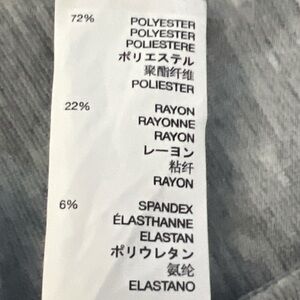 72% POLYESTER
POLYESTER
POLIESTERE
ポリエステル
聚酯纤维
POLIESTER
22% RAYON
RAYONNE
RAYON
レーヨン
粘纤
RAYON
6% SPANDEX
ÉLASTHANNE
ELASTAN
ポリウレタン
氨纶
ELASTANO